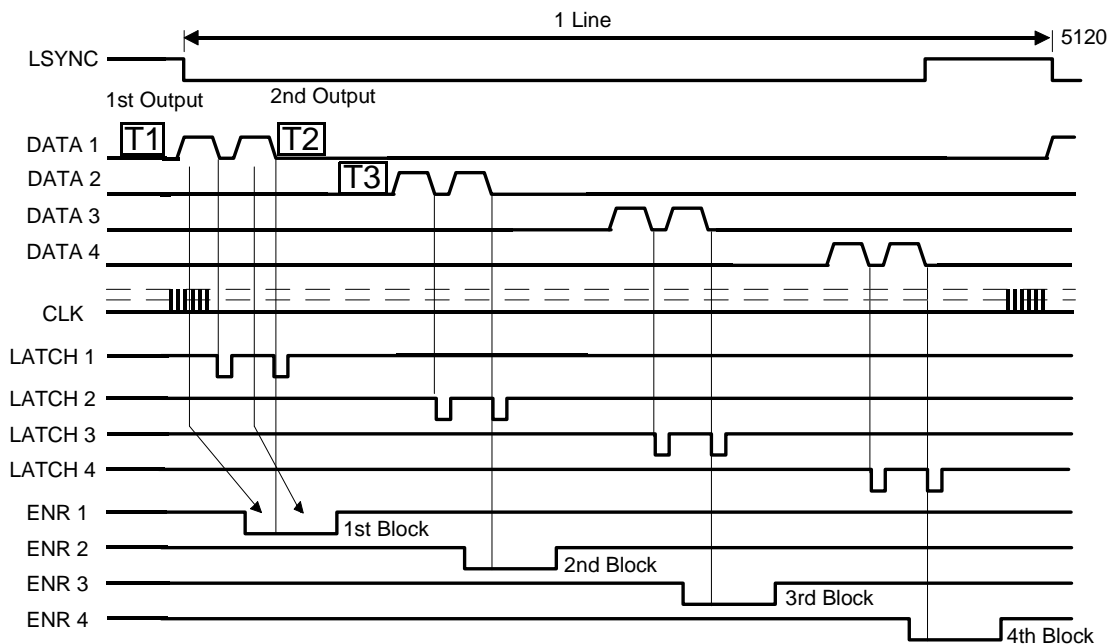 1 Line
5120
LSYNC
1st Output
2nd Output
DATA 1
T1
T2
DATA 2
T3
DATA 3
DATA 4
CLK
LATCH 1
LATCH 2
LATCH 3
LATCH 4
ENR 1
1st Block
ENR 2
2nd Block
ENR 3
3rd Block
ENR 4
4th Block